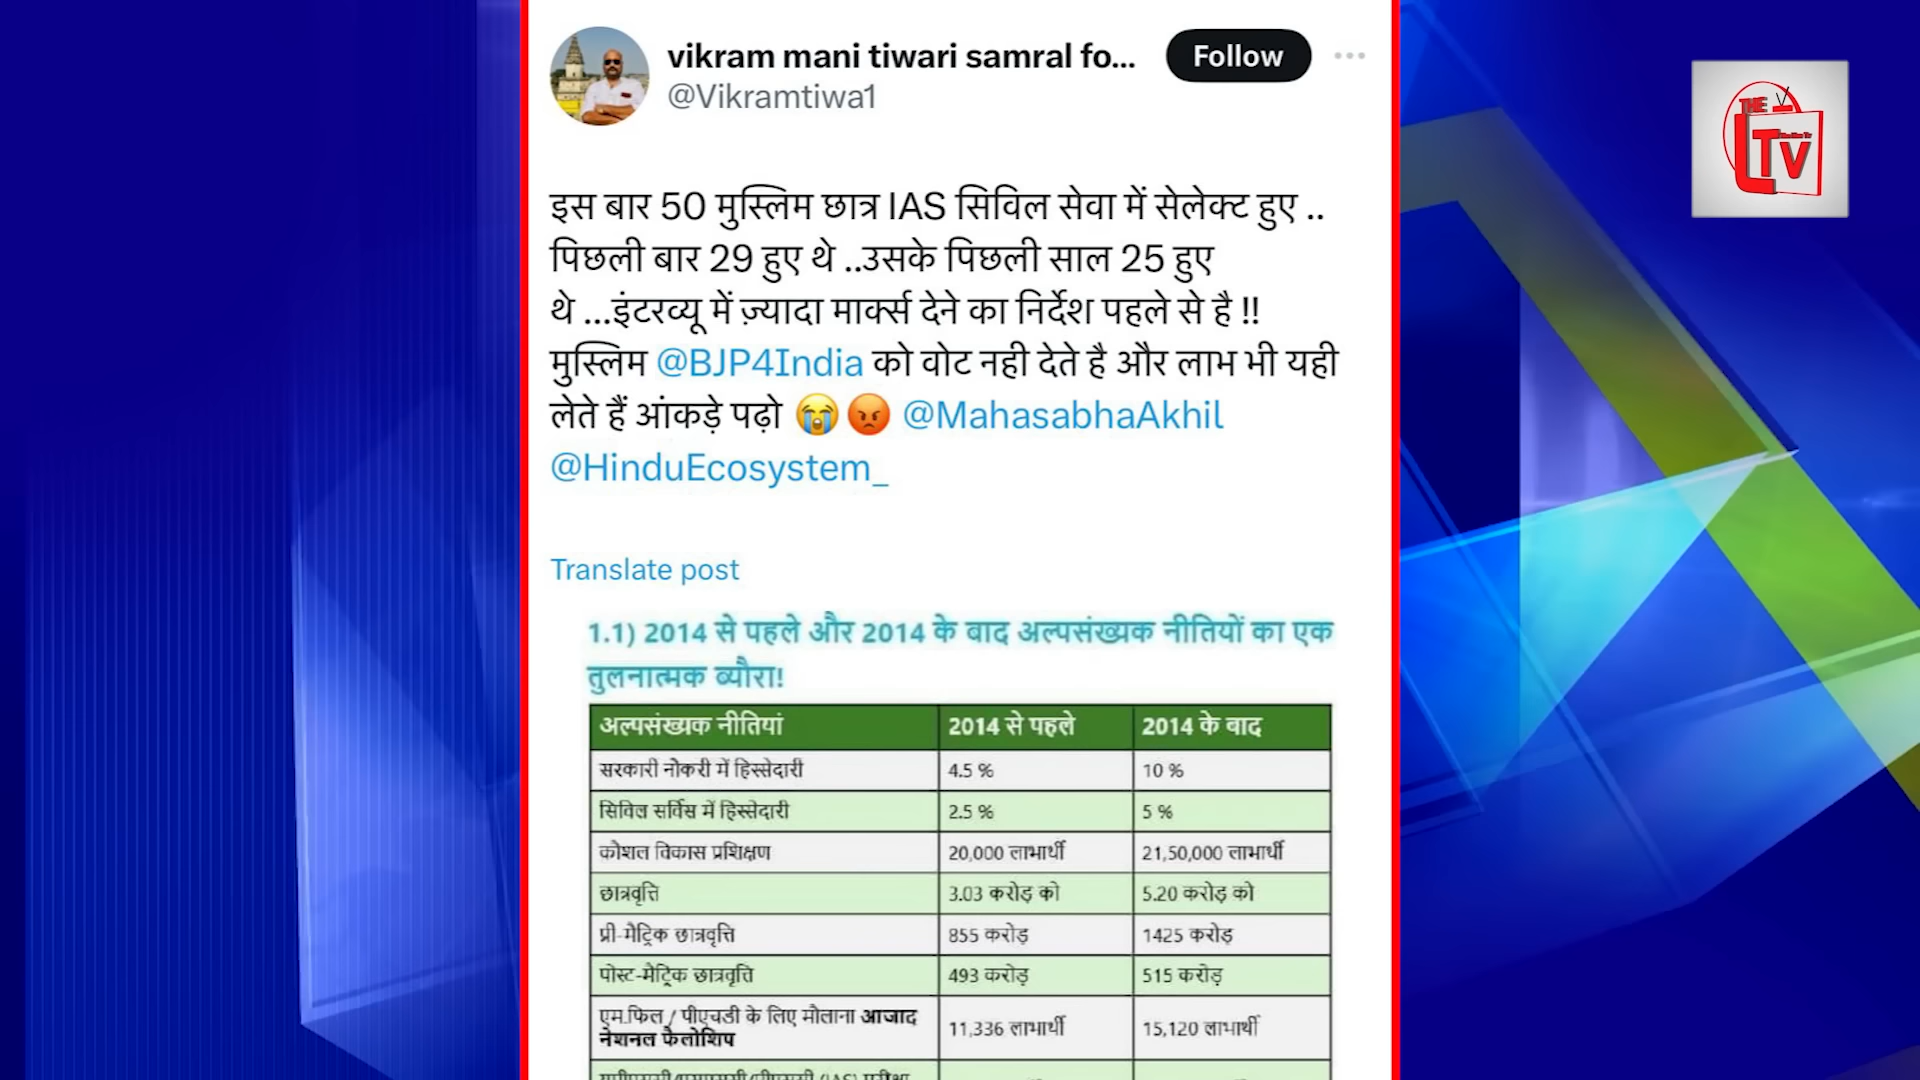 vikram mani tiwari samral fo...
@Vikramtiwa1
Follow
THE
TV
इस बार 50 मुस्लिम छात्र IAS सिविल सेवा में सेलेक्ट हुए ..
पिछली बार 29 हुए थे ..उसके पिछली साल 25 हुए
थे ...इंटरव्यू में ज़्यादा मार्क्स देने का निर्देश पहले से है !!
मुस्लिम @BJP4India को वोट नही देते है और लाभ भी यही
लेते हैं आंकड़े पढ़ो 😭😡 @MahasabhaAkhil
@HinduEcosystem_
Translate post
1.1) 2014 से पहले और 2014 के बाद अल्पसंख्यक नीतियों का एक
तुलनात्मक ब्यौरा!
अल्पसंख्यक नीतियां 2014 से पहले 2014 के बाद
सरकारी नोकरी में हिस्सेदारी 4.5 % 10 %
सिविल सर्विस में हिस्सेदारी 2.5 % 5 %
कोशल विकास प्रशिक्षण 20,000 लाभार्थी 21,50,000 लाभार्थी
छात्रवृत्ति 3.03 करोड़ को 5.20 करोड़ को
प्री-मैट्रिक छात्रवृत्ति 855 करोड़ 1425 करोड़
पोस्ट-मैट्रिक छात्रवृत्ति 493 करोड़ 515 करोड़
एम.फिल / पीएचडी के लिए मौलाना आजाद
नेशनल फैलोशिप 11,336 लाभार्थी 15,120 लाभार्थी